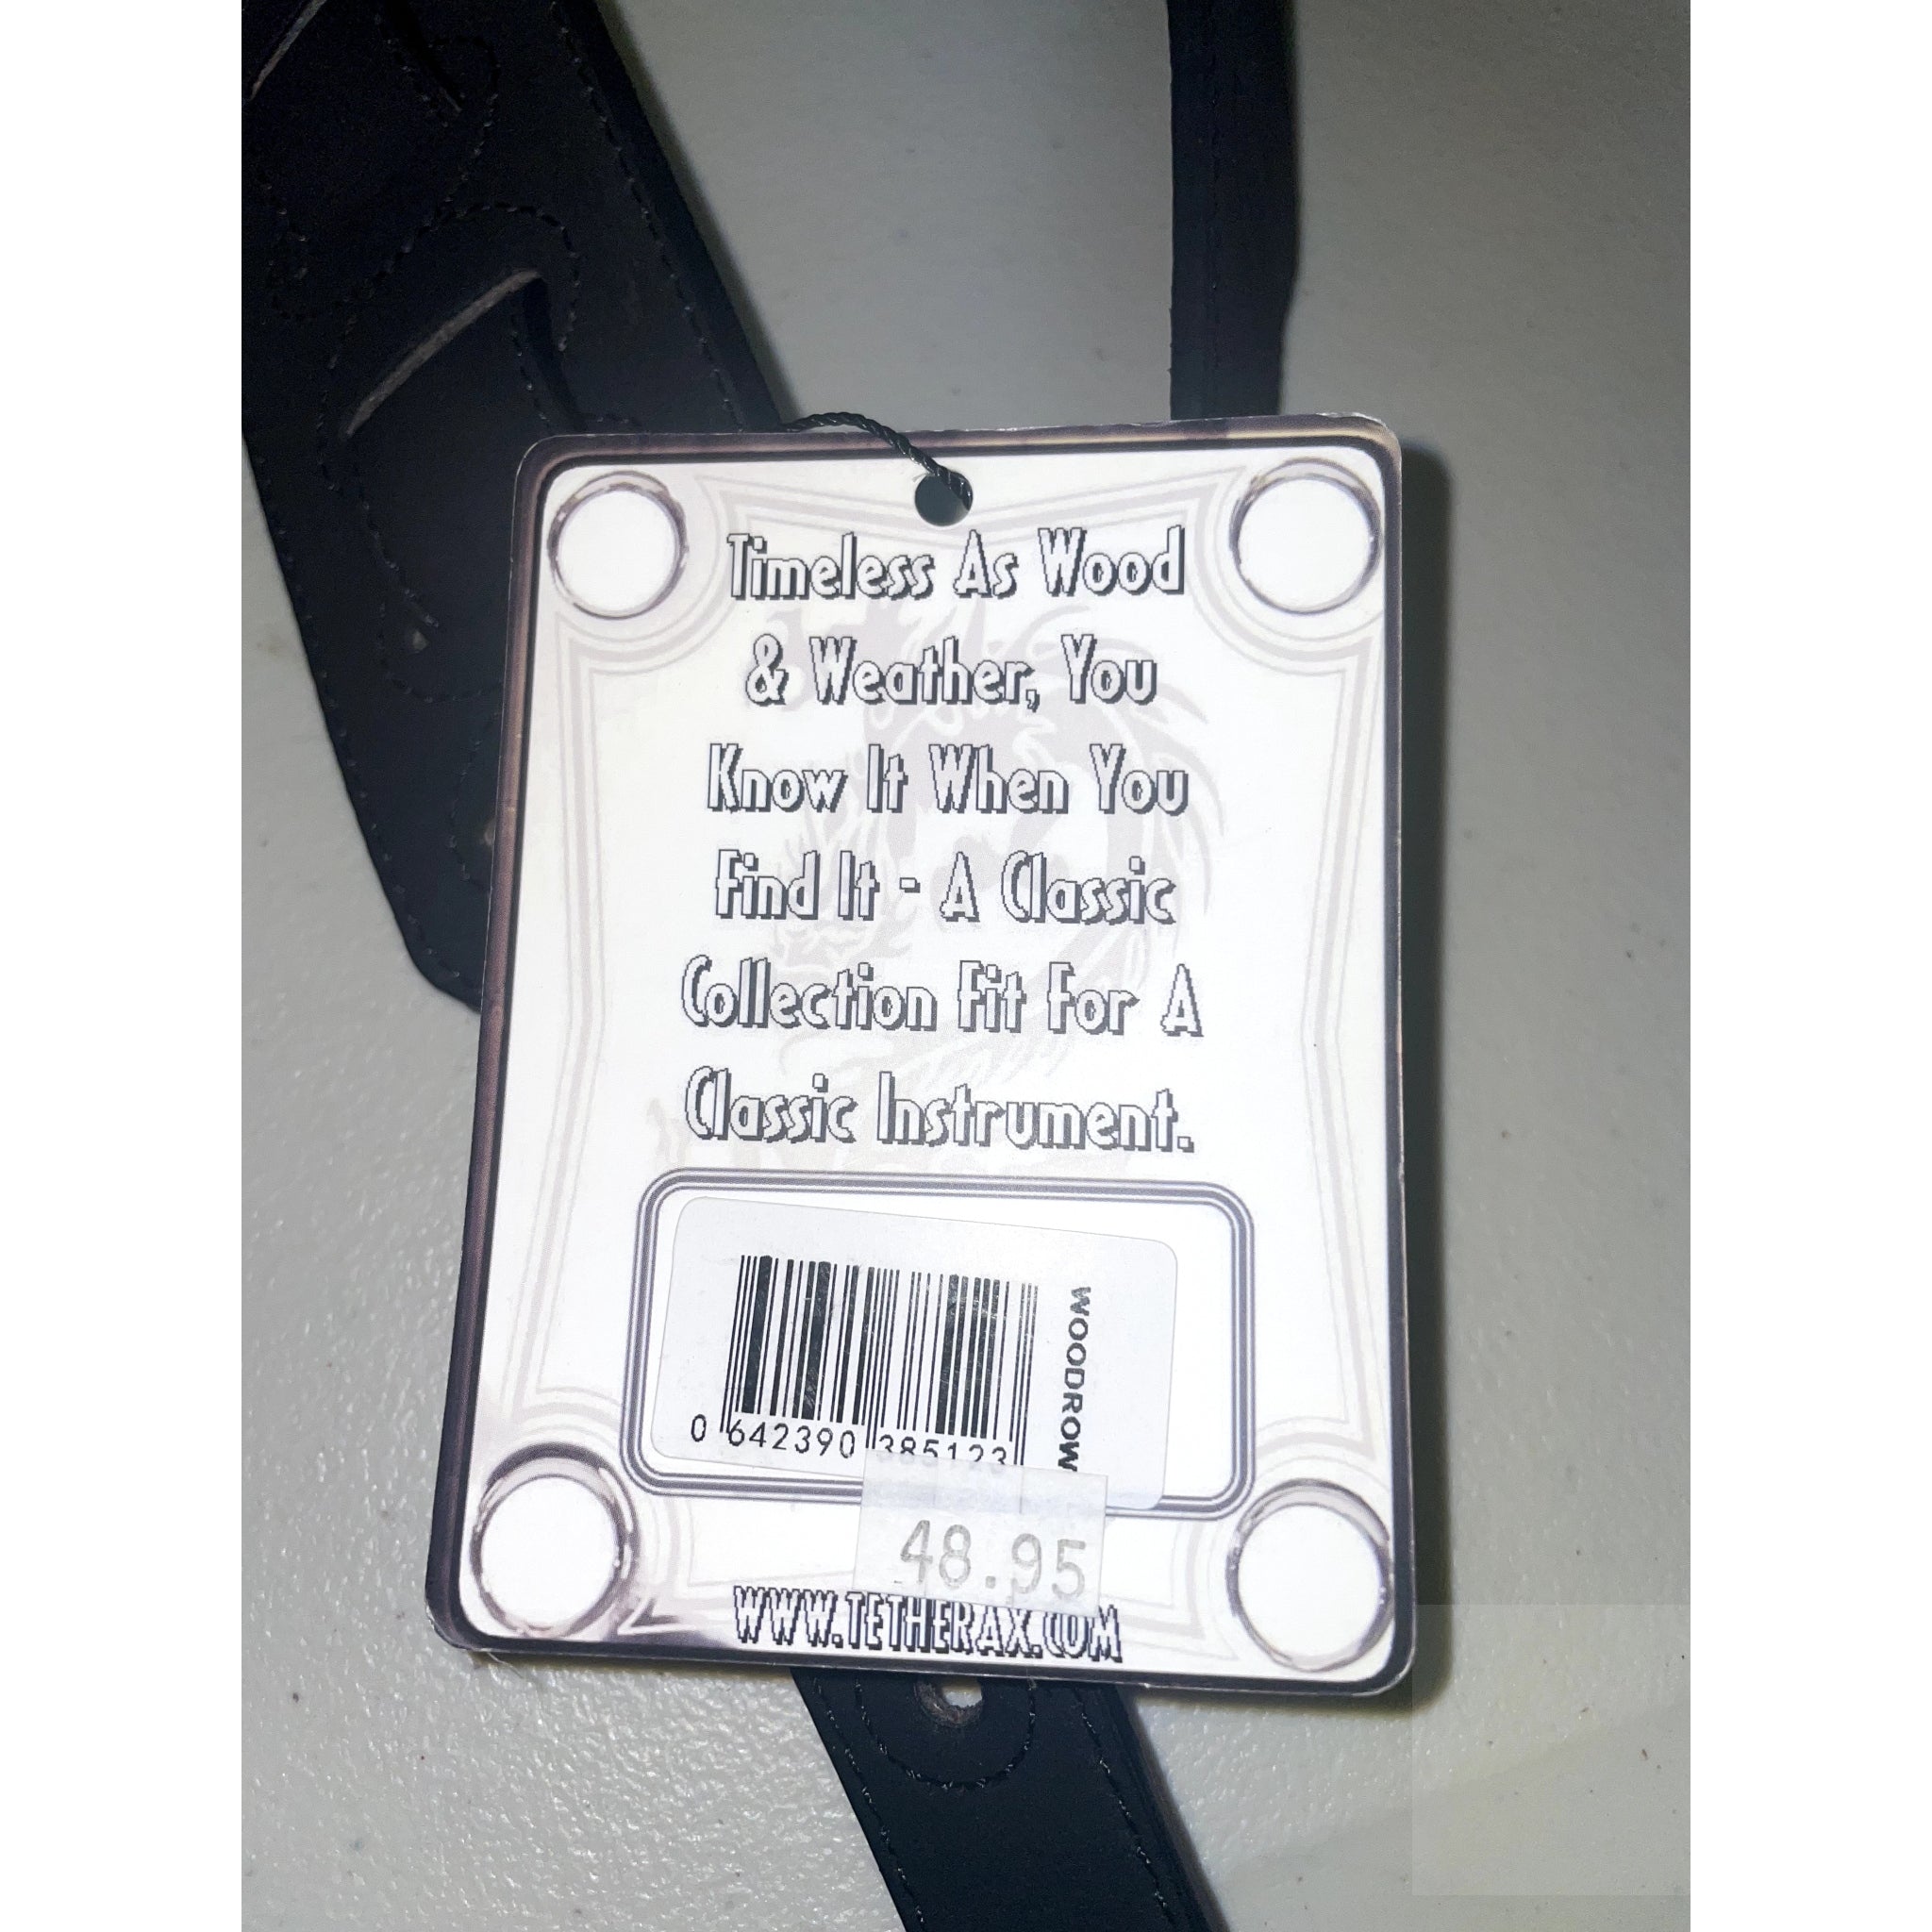 Timeless As Wood
& Weather, You
Know It When You
Find It - A Classic
Collection Fit For A
Classic Instrument.
WOODROW
0 642390 385123
48.95
WWW.TETHERAX.COM